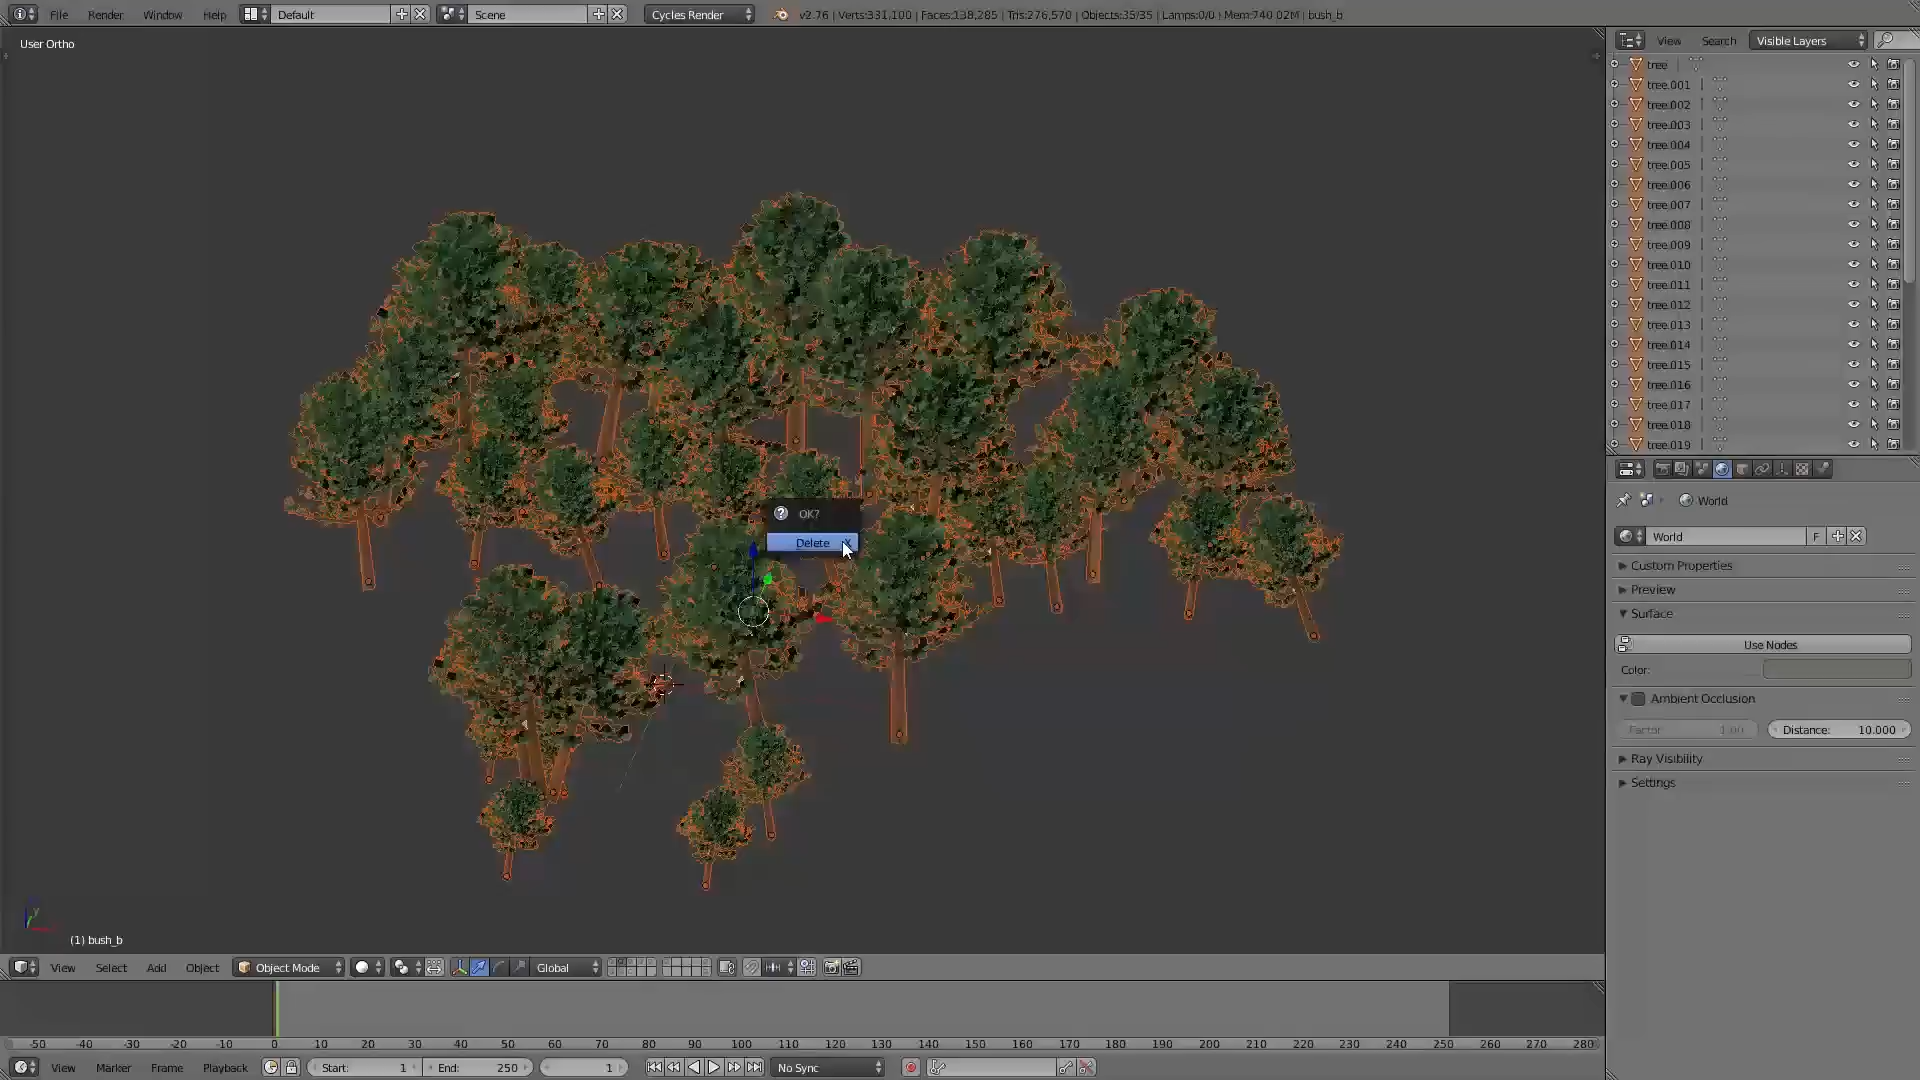 File Render Window Help Default Scene Cycles Render v2.76 | Verts:331,100 | Faces:138,285 | Tris:276,570 | Objects:35/35 | Lamps:0/0 | Mem:740.02M | bush_b
User Ortho
View Search Visible Layers
tree
tree.001
tree.002
tree.003
tree.004
tree.005
tree.006
tree.007
tree.008
tree.009
tree.010
tree.011
tree.012
tree.013
tree.014
tree.015
tree.016
tree.017
tree.018
tree.019
OK?
Delete X
World
World F
Custom Properties
Preview
Surface
Use Nodes
Color:
Ambient Occlusion
Factor 1.00 Distance: 10.000
Ray Visibility
Settings
y
(1) bush_b
View Select Add Object Object Mode Global
-50 -40 -30 -20 -10 0 10 20 30 40 50 60 70 80 90 100 110 120 130 140 150 160 170 180 190 200 210 220 230 240 250 260 270 280
View Marker Frame Playback Start: 1 End: 250 1 No Sync